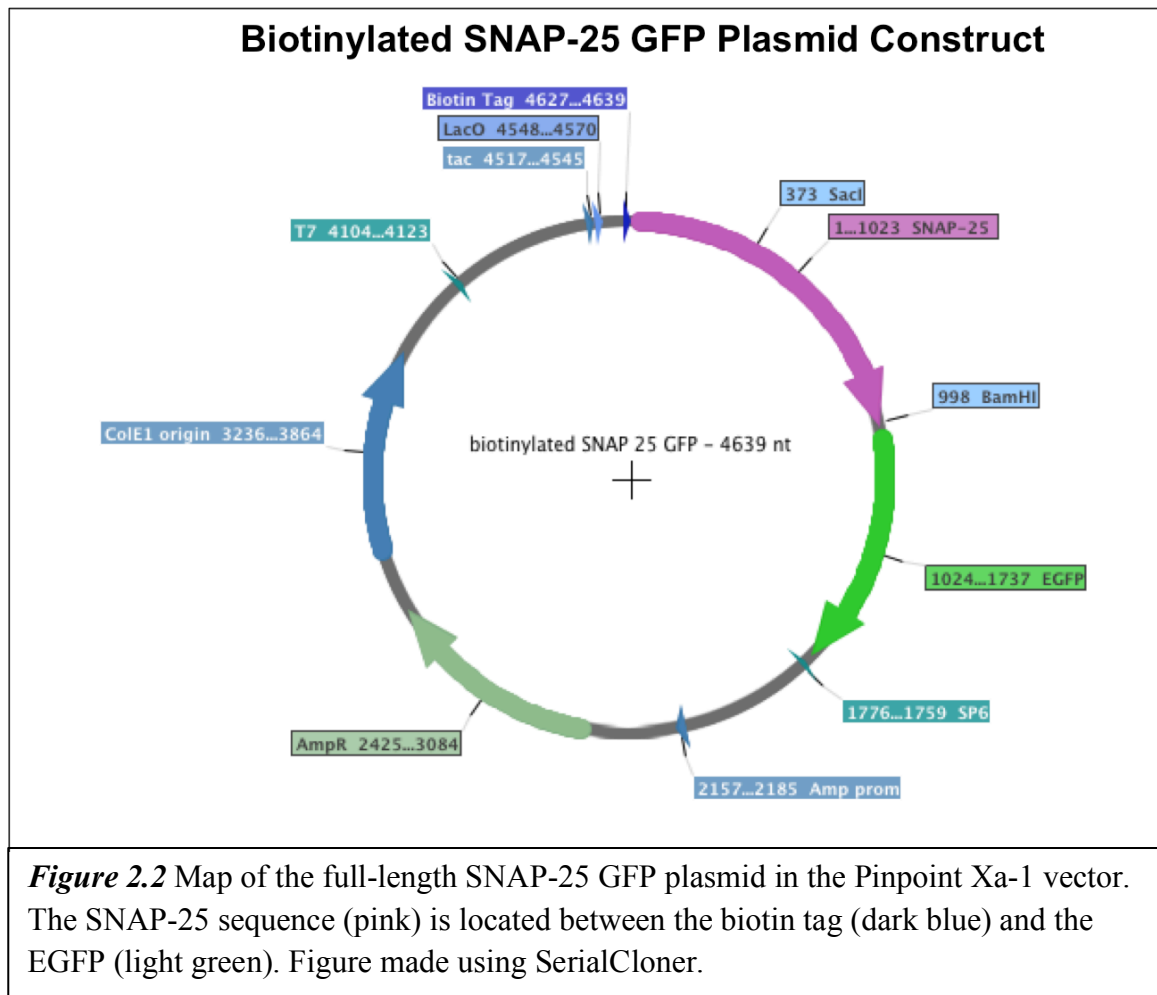 Biotinylated SNAP-25 GFP Plasmid Construct
Biotin Tag 4627...4639
LacO 4548...4570
tac 4517...4545
373 SacI
1...1023 SNAP-25
T7 4104...4123
998 BamHI
ColE1 origin 3236...3864
biotinylated SNAP 25 GFP - 4639 nt
1024...1737 EGFP
1776...1759 SP6
AmpR 2425...3084
2157...2185 Amp prom
Figure 2.2 Map of the full-length SNAP-25 GFP plasmid in the Pinpoint Xa-1 vector.
The SNAP-25 sequence (pink) is located between the biotin tag (dark blue) and the
EGFP (light green). Figure made using SerialCloner.